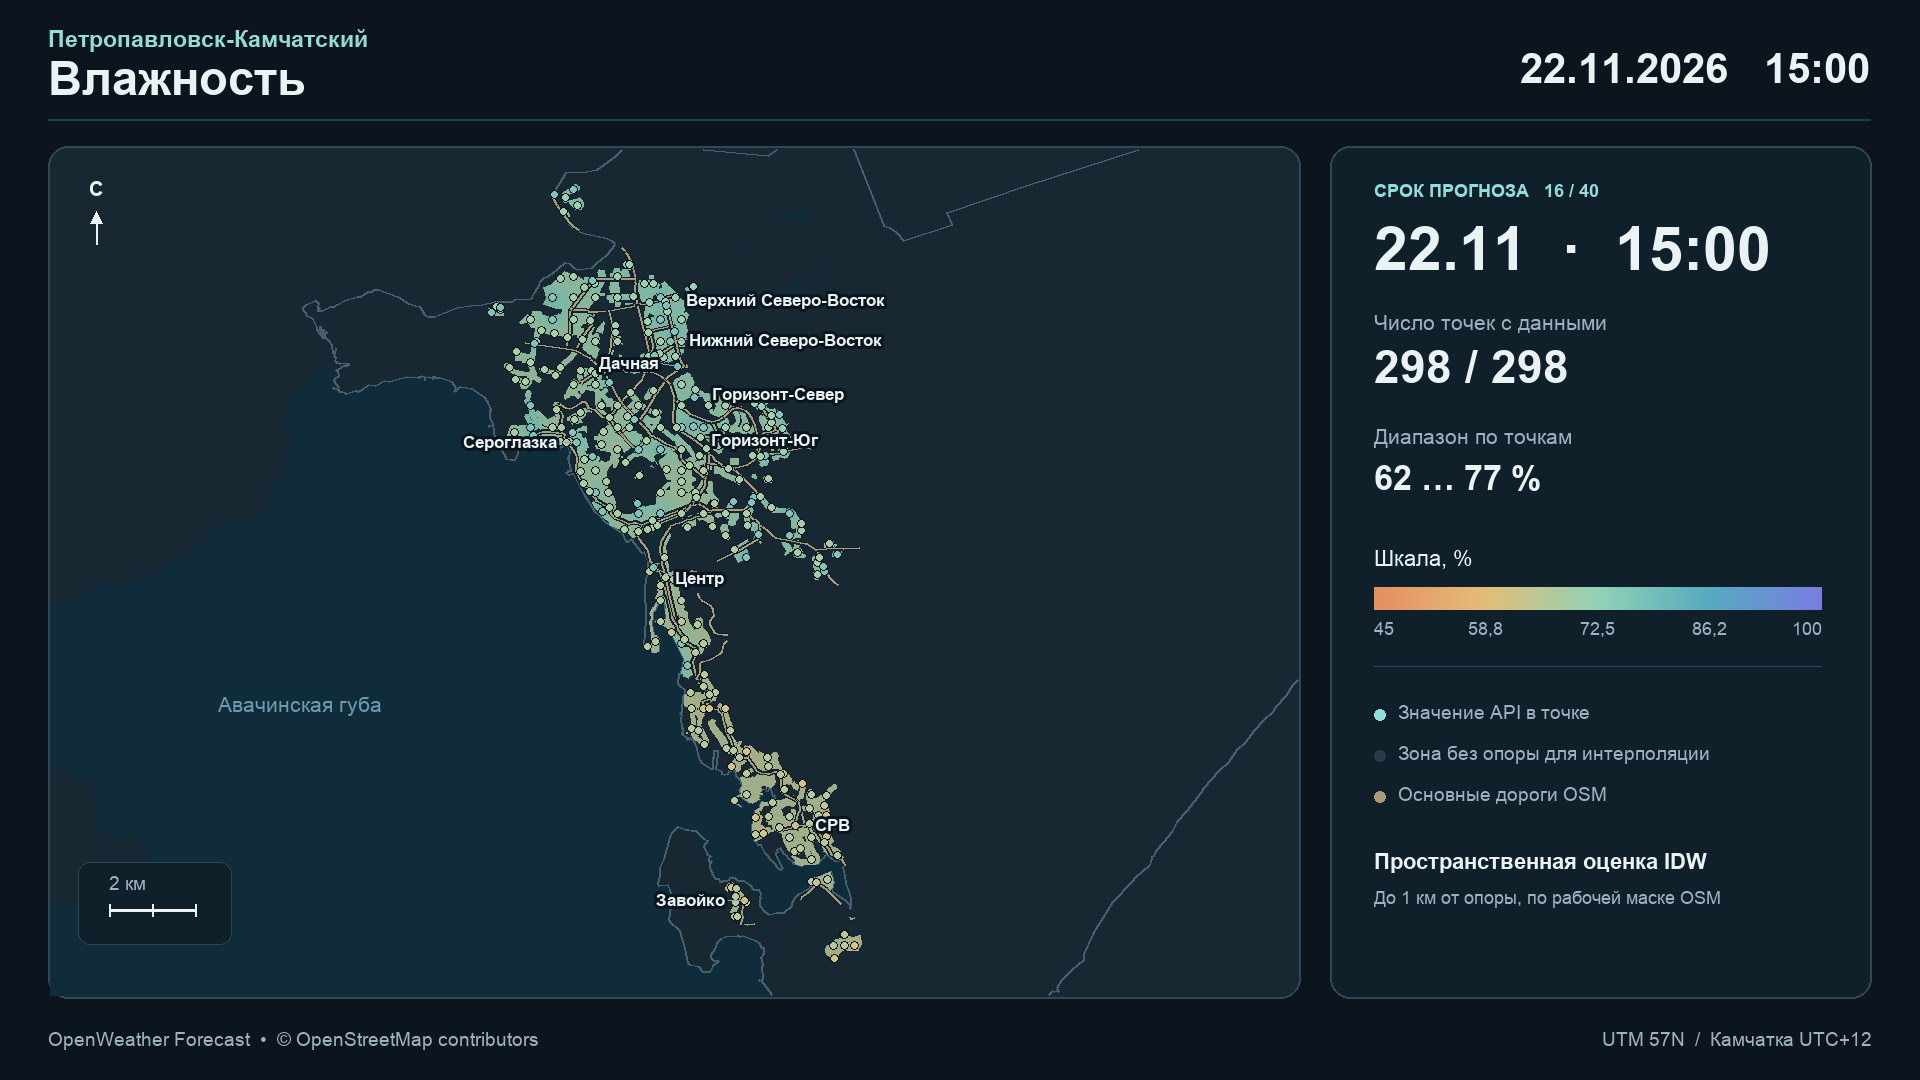 Петропавловск-Камчатский
Влажность
22.11.2026 15:00
С
Верхний Северо-Восток
Нижний Северо-Восток
Дачная
Горизонт-Север
Сероглазка
Горизонт-Юг
Центр
Авачинская губа
СРВ
Завойко
2 км
СРОК ПРОГНОЗА 16 / 40
22.11 · 15:00
Число точек с данными
298 / 298
Диапазон по точкам
62 … 77 %
Шкала, %
45 58,8 72,5 86,2 100
Значение API в точке
Зона без опоры для интерполяции
Основные дороги OSM
Пространственная оценка IDW
До 1 км от опоры, по рабочей маске OSM
OpenWeather Forecast • © OpenStreetMap contributors
UTM 57N / Камчатка UTC+12